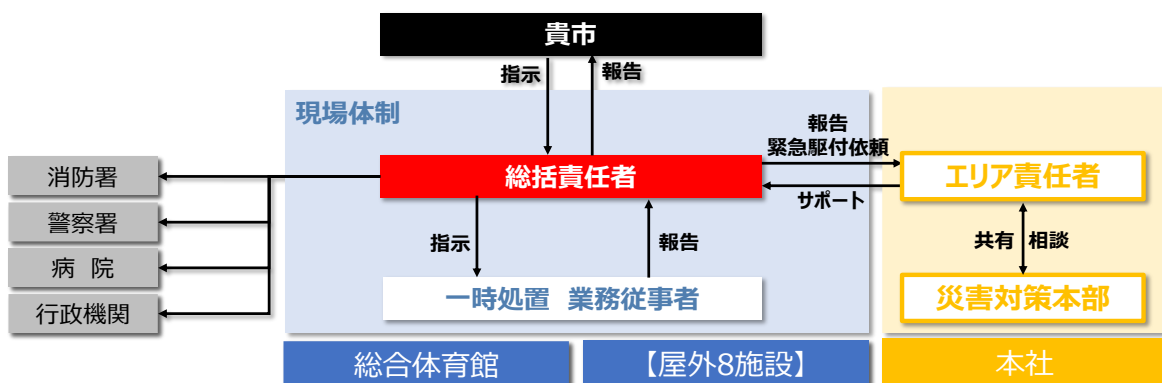 貴市
指示
報告
現場体制
報告
緊急駆付依頼
消防署
総括責任者
エリア責任者
サポート
警察署
指示
報告
共有
相談
病 院
一時処置 業務従事者
災害対策本部
行政機関
総合体育館
【屋外8施設】
本社